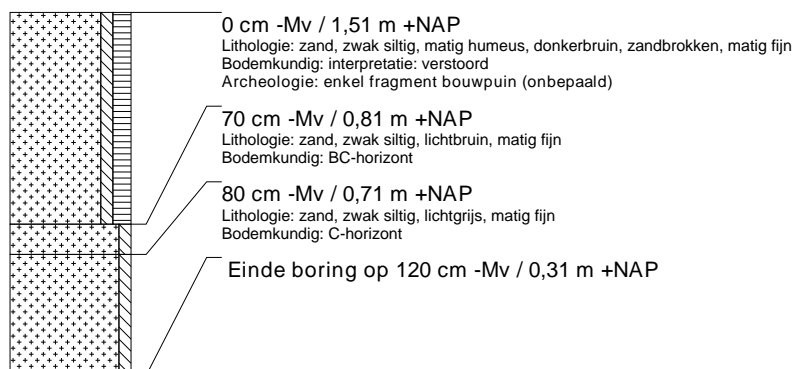 0 cm -Mv / 1,51 m +NAP
Lithologie: zand, zwak siltig, matig humeus, donkerbruin, zandbrokken, matig fijn
Bodemkundig: interpretatie: verstoord
Archeologie: enkel fragment bouwpuin (onbepaald)
70 cm -Mv / 0,81 m +NAP
Lithologie: zand, zwak siltig, lichtbruin, matig fijn
Bodemkundig: BC-horizont
80 cm -Mv / 0,71 m +NAP
Lithologie: zand, zwak siltig, lichtgrijs, matig fijn
Bodemkundig: C-horizont
Einde boring op 120 cm -Mv / 0,31 m +NAP